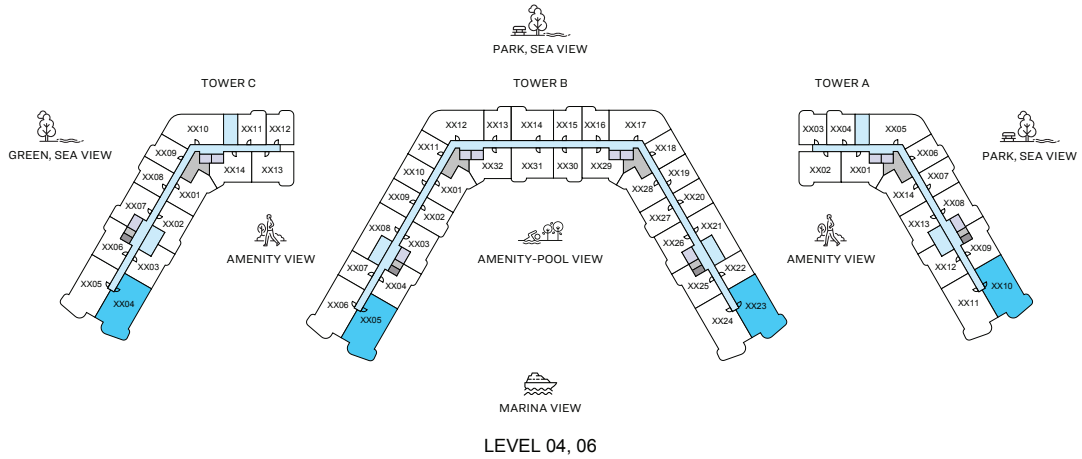 PARK, SEA VIEW
TOWER C
TOWER B
TOWER A
GREEN, SEA VIEW
PARK, SEA VIEW
XX10
XX11
XX12
XX09
XX08
XX07
XX06
XX05
XX04
XX03
XX02
XX01
XX14
XX13
XX12
XX13
XX14
XX15
XX16
XX17
XX11
XX10
XX09
XX08
XX07
XX06
XX05
XX04
XX03
XX02
XX01
XX32
XX31
XX30
XX29
XX28
XX27
XX26
XX25
XX24
XX23
XX22
XX21
XX20
XX19
XX18
XX03
XX04
XX05
XX02
XX01
XX06
XX07
XX08
XX09
XX10
XX11
XX12
XX13
XX14
AMENITY VIEW
AMENITY-POOL VIEW
AMENITY VIEW
MARINA VIEW
LEVEL 04, 06